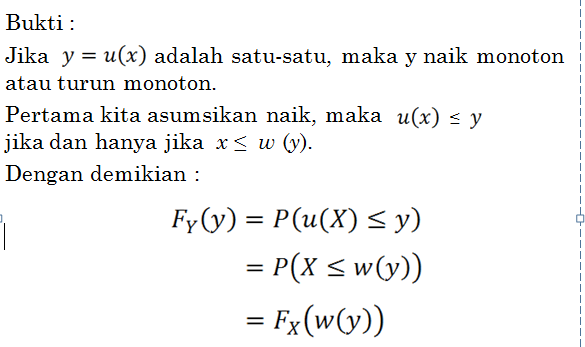 Bukti :
Jika y = u(x) adalah satu-satu, maka y naik monoton
atau turun monoton.
Pertama kita asumsikan naik, maka u(x) ≤ y
jika dan hanya jika x ≤ w (y).
Dengan demikian :
F_Y(y) = P(u(X) ≤ y)
= P(X ≤ w(y))
= F_X(w(y))